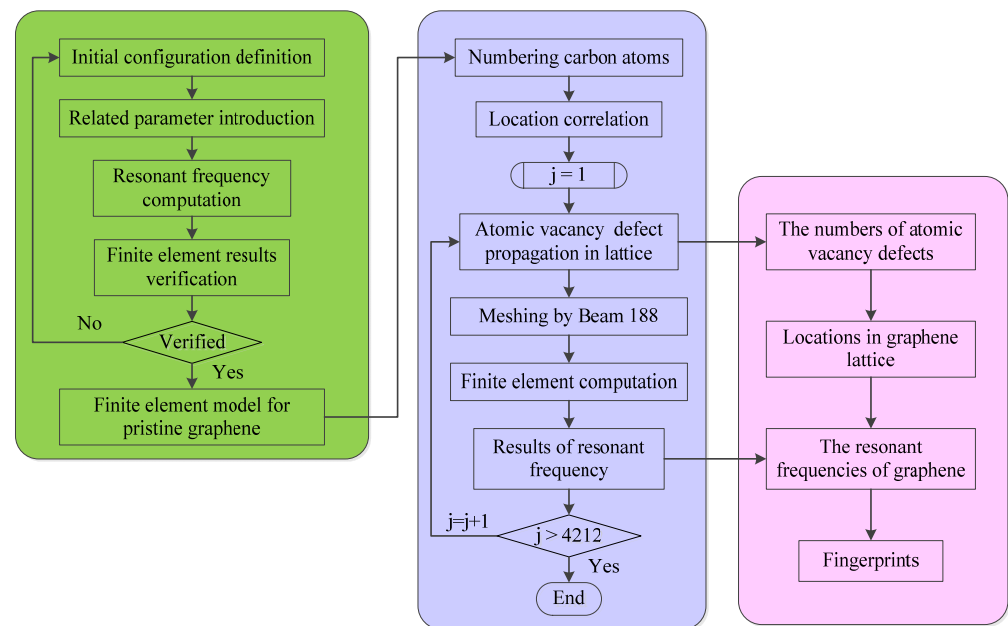 Initial configuration definition
Related parameter introduction
Resonant frequency
computation
Finite element results
verification
No
Verified
Yes
Finite element model for
pristine graphene
Numbering carbon atoms
Location correlation
j = 1
Atomic vacancy defect
propagation in lattice
Meshing by Beam 188
Finite element computation
Results of resonant
frequency
j=j+1
j > 4212
Yes
End
The numbers of atomic
vacancy defects
Locations in graphene
lattice
The resonant
frequencies of graphene
Fingerprints